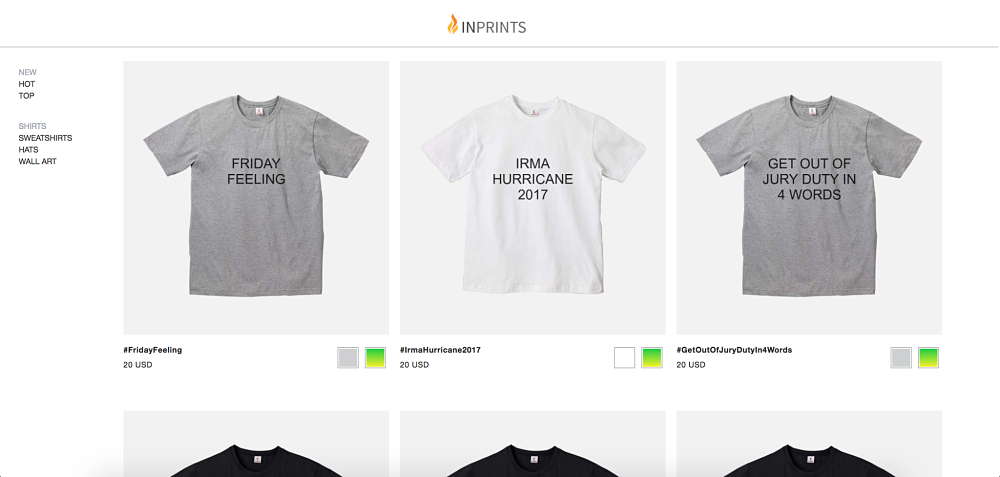 INPRINTS
NEW
HOT
TOP
SHIRTS
SWEATSHIRTS
HATS
WALL ART
FRIDAY
FEELING
IRMA
HURRICANE
2017
GET OUT OF
JURY DUTY IN
4 WORDS
#FridayFeeling
20 USD
#IrmaHurricane2017
20 USD
#GetOutOfJuryDutyIn4Words
20 USD